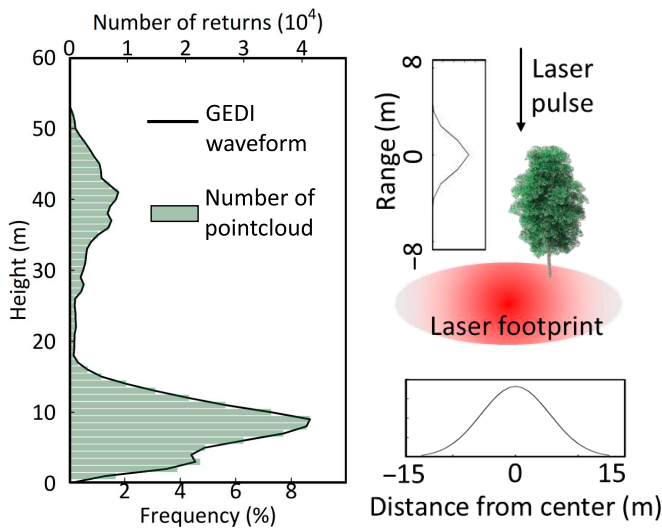 Number of returns (10⁴)
0 1 2 3 4
60
50
40
30
20
10
0
Height (m)
GEDI
waveform
Number of
pointcloud
2 4 6 8
Frequency (%)
8
0
−8
Range (m)
Laser
pulse
Laser footprint
−15 0 15 (m)
Distance from center (m)